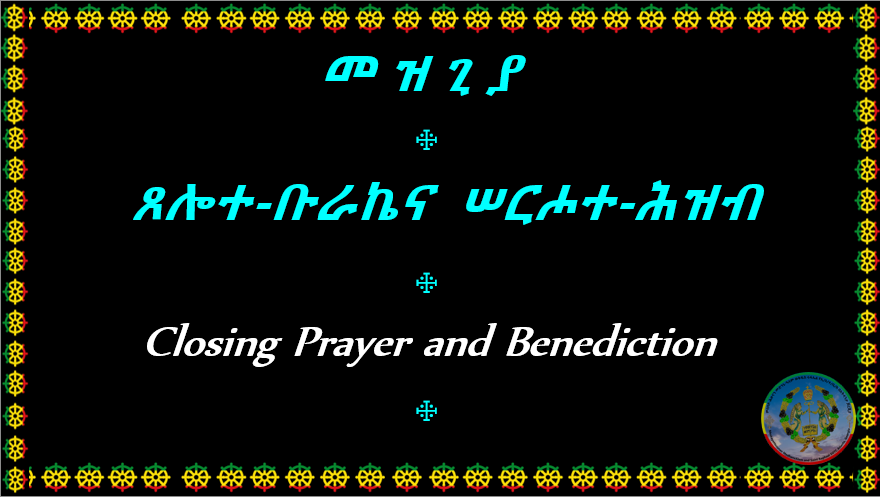 መ ዝ ጊ ያ
ጸሎተ-ቡራኬና ሠርሖተ-ሕዝብ
Closing Prayer and Benediction